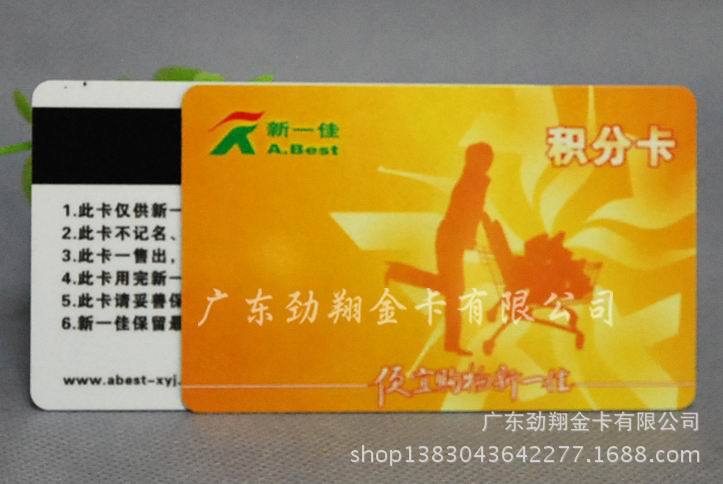 新一佳
A.Best
积分卡
1.此卡仅供新一
2.此卡不记名、
3.此卡一售出，
4.此卡用完新一
5.此卡请妥善保
6.新一佳保留最
www.abest-xyj.
广东劲翔金卡有限公司
便宜购物新一佳
广东劲翔金卡有限公司
shop1383043642277.1688.com